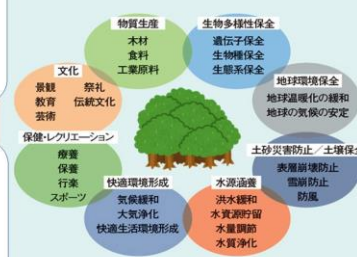 物質生産
木材
食料
工業原料
生物多様性保全
遺伝子保全
生物種保全
生態系保全
地球環境保全
地球温暖化の緩和
地球の気候の安定
土砂災害防止/土壌保全
表層崩壊防止
雪崩防止
防風
水源涵養
洪水緩和
水資源貯留
水量調節
水質浄化
快適環境形成
気候緩和
大気浄化
快適生活環境形成
保健・レクリエーション
療養
保養
行楽
スポーツ
文化
景観 祭礼
教育 伝統文化
芸術